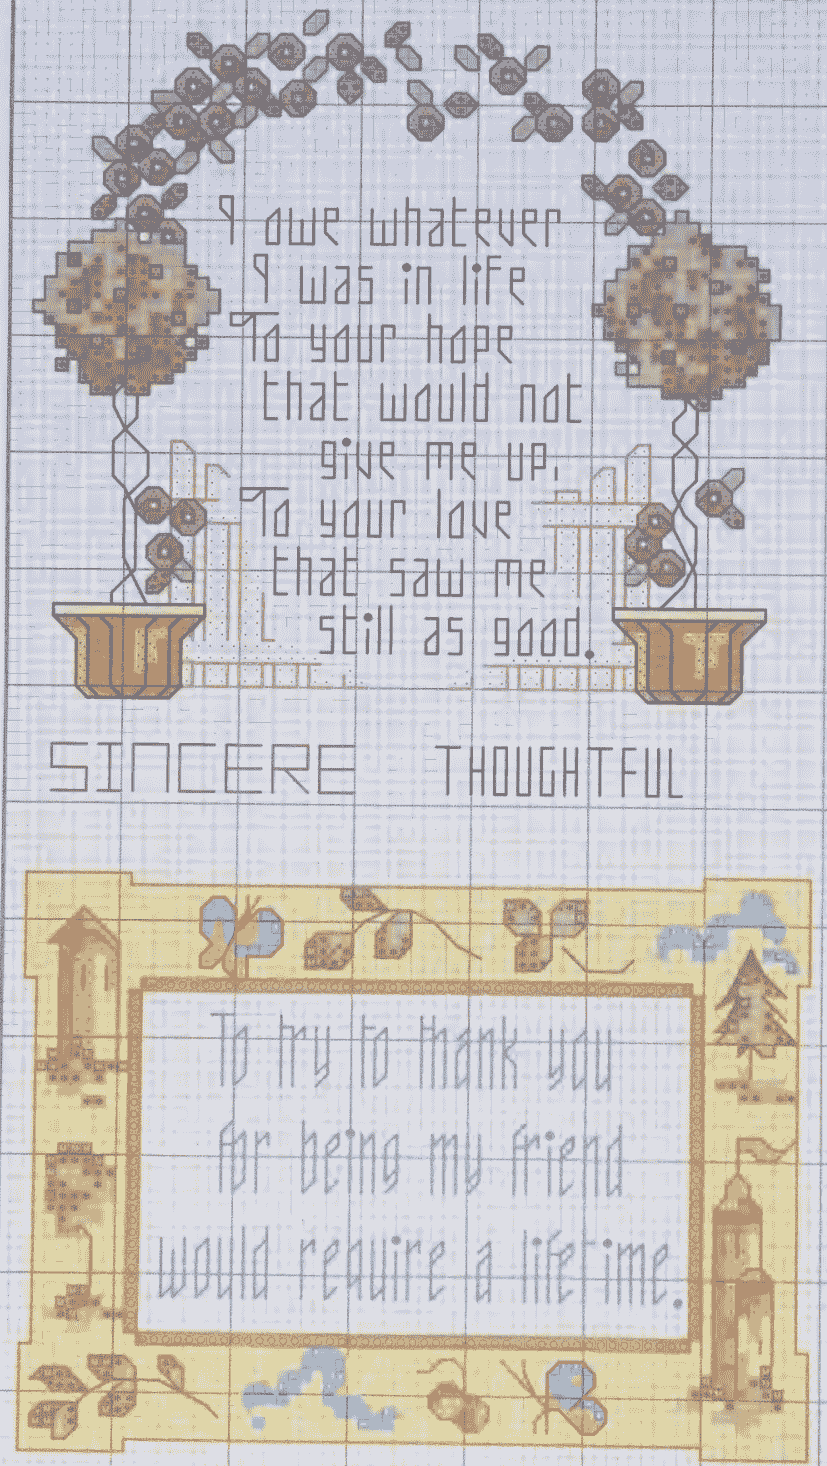 I owe whatever
I was in life
To your hope
that would not
give me up,
To your love
that saw me
still as good.
SINCERE THOUGHTFUL
To try to thank you
for being my friend
would require a lifetime.